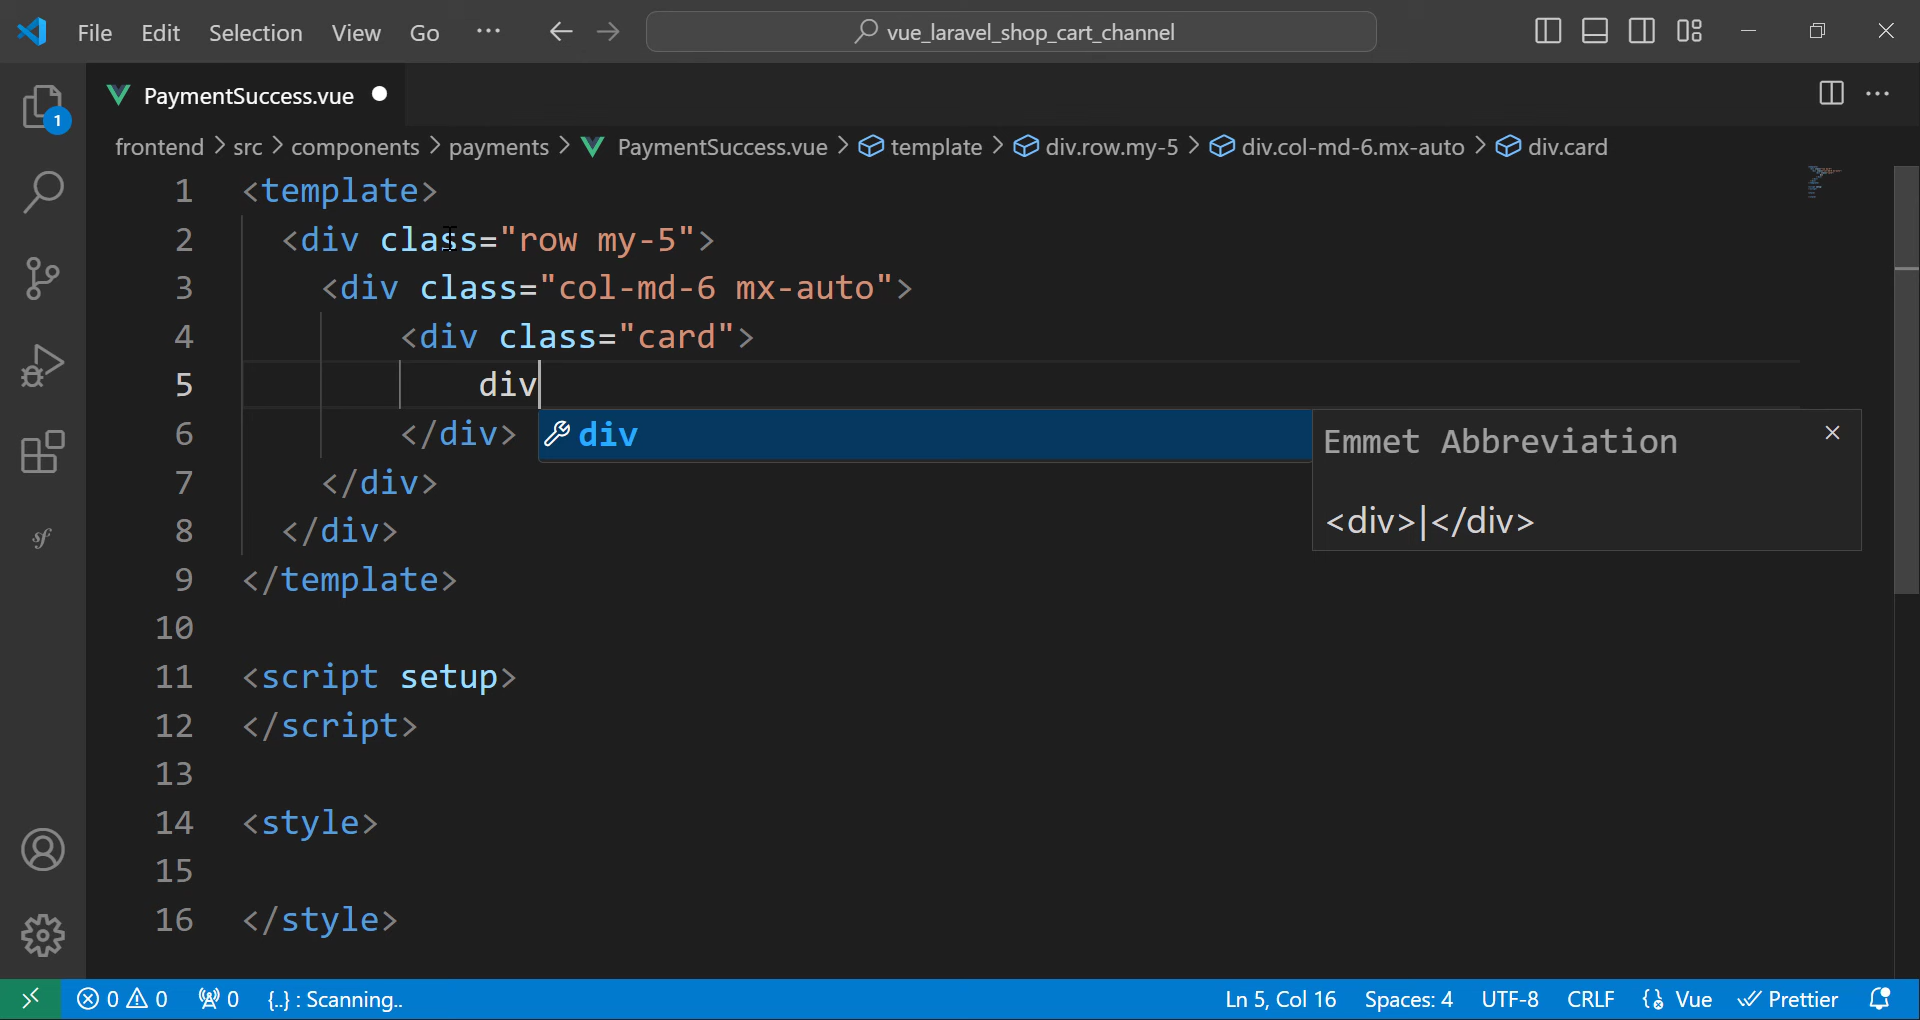 File Edit Selection View Go ··· vue_laravel_shop_cart_channel
1 PaymentSuccess.vue
frontend > src > components > payments > PaymentSuccess.vue > template > div.row.my-5 > div.col-md-6.mx-auto > div.card
1 <template>
2 <div class="row my-5">
3 <div class="col-md-6 mx-auto">
4 <div class="card">
5 div
6 </div>
div
Emmet Abbreviation
<div>|</div>
7 </div>
8 </div>
9 </template>
10
11 <script setup>
12 </script>
13
14 <style>
15
16 </style>
sf
0 0 0 {..} : Scanning.. Ln 5, Col 16 Spaces: 4 UTF-8 CRLF Vue Prettier